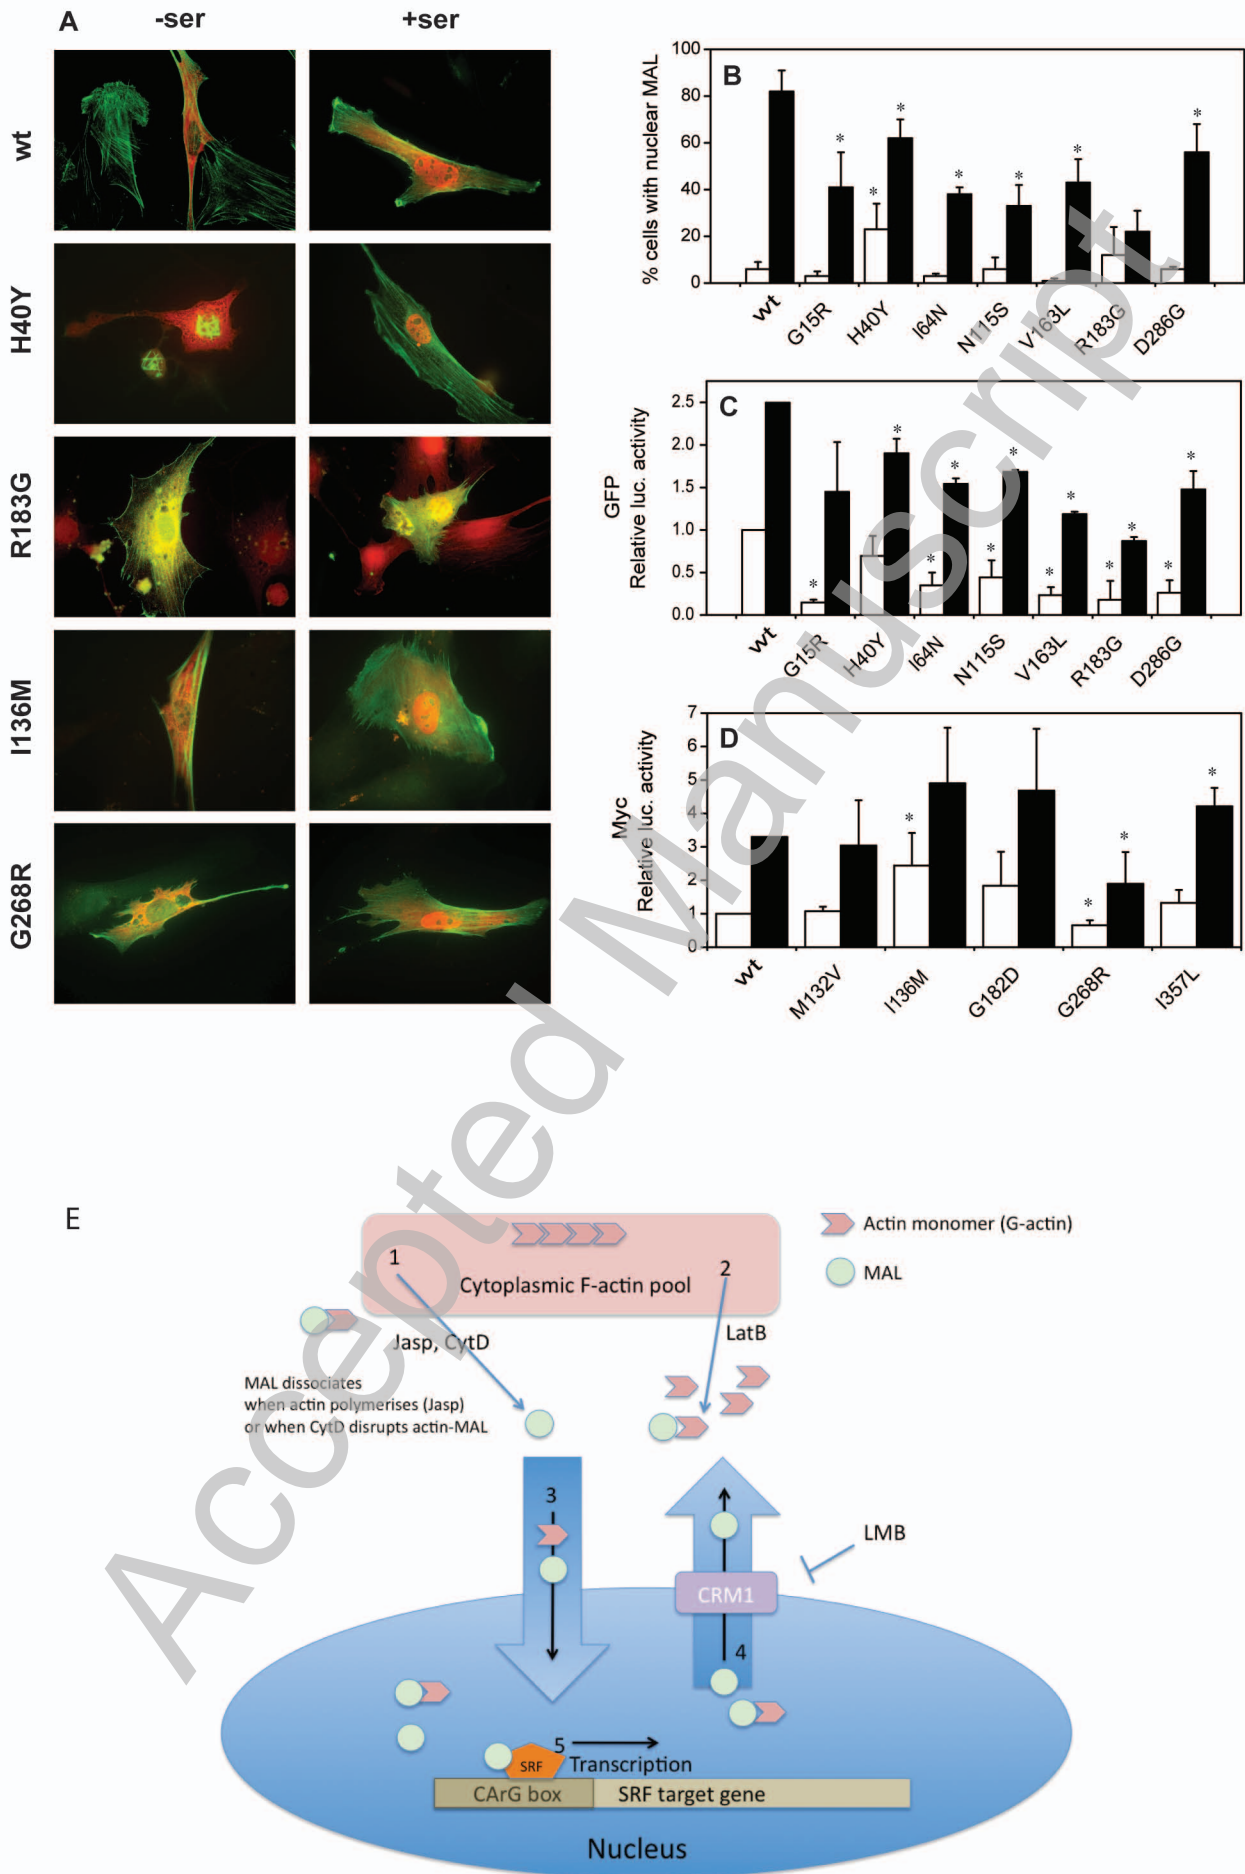 A
-ser
+ser
wt
H40Y
R183G
I136M
G268R
B
% cells with nuclear MAL
100
80
60
40
20
0
* * * * * * *
wt
G15R
H40Y
I64N
N115S
V163L
R183G
D286G
C
GFP
Relative luc. activity
2.5
2.0
1.5
1.0
0.5
0.0
* * * * * * * * * * * *
wt
G15R
H40Y
I64N
N115S
V163L
R183G
D286G
D
Myc
Relative luc. activity
7
6
5
4
3
2
1
0
* * * *
wt
M132V
I136M
G182D
G268R
I357L
E
1
2
Cytoplasmic F-actin pool
Actin monomer (G-actin)
MAL
Jasp, CytD
LatB
MAL dissociates
when actin polymerises (Jasp)
or when CytD disrupts actin-MAL
3
LMB
CRM1
4
5
SRF
Transcription
CArG box
SRF target gene
Nucleus
Accepted Manuscript